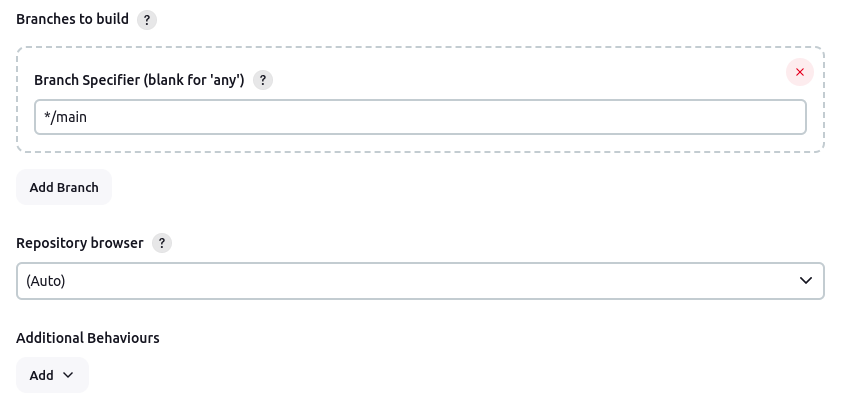 Branches to build ?
Branch Specifier (blank for 'any') ?
×
*/main
Add Branch
Repository browser ?
(Auto)
Additional Behaviours
Add